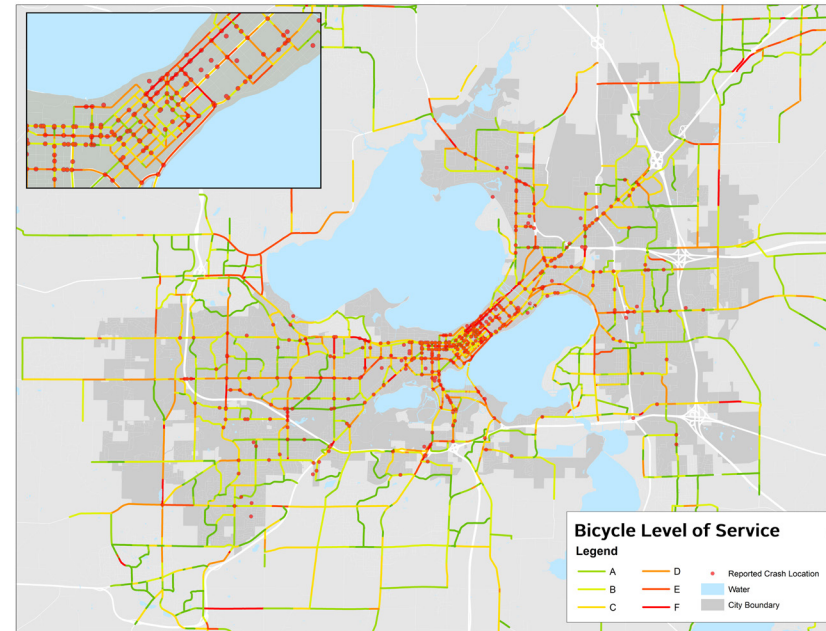 Bicycle Level of Service
Legend
A
B
C
D
E
F
Reported Crash Location
Water
City Boundary